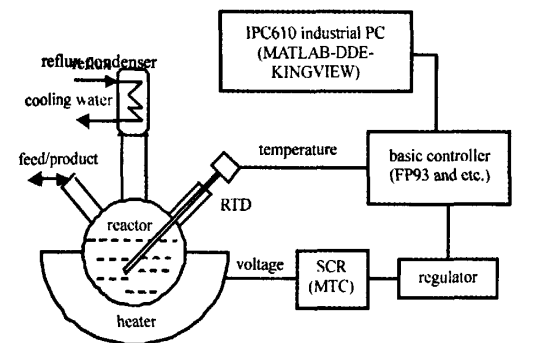 IPC610 industrial PC
(MATLAB-DDE-
KINGVIEW)
reflux condenser
cooling water
feed/product
temperature
basic controller
(FP93 and etc.)
RTD
reactor
voltage
SCR
(MTC)
regulator
heater